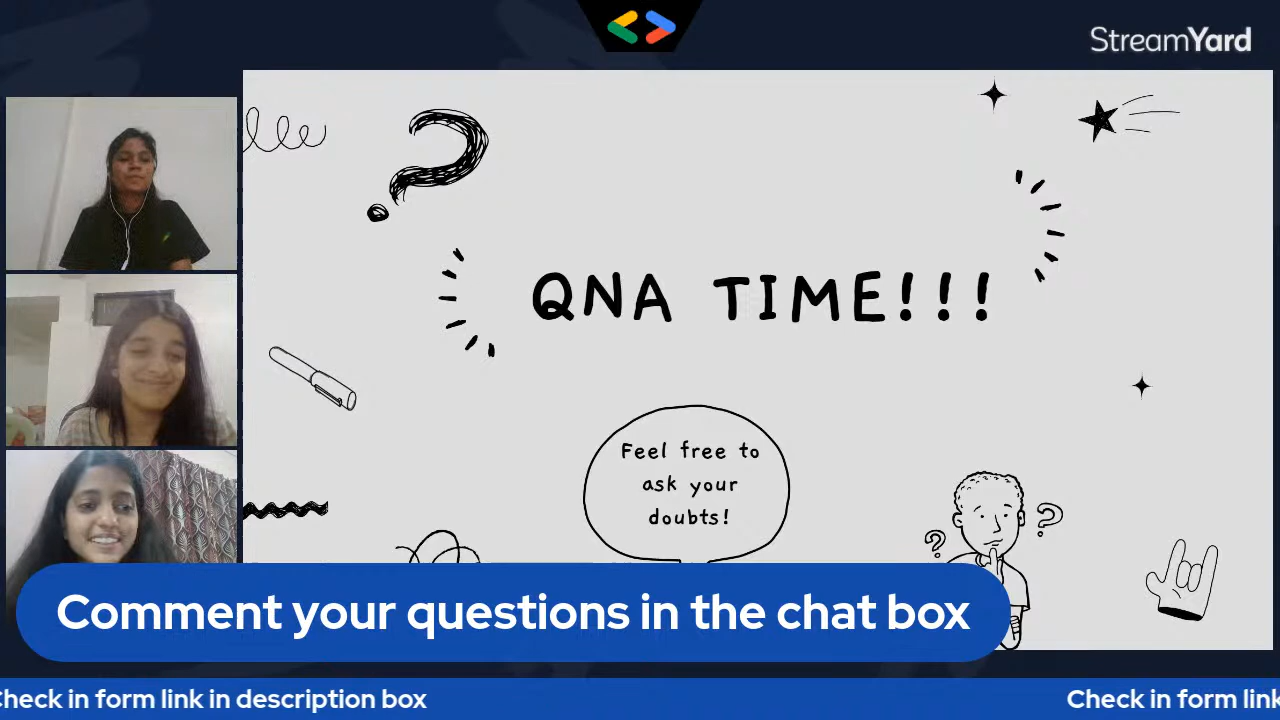 StreamYard
QNA TIME!!!
Feel free to
ask your
doubts!
Comment your questions in the chat box
Check in form link in description box
Check in form link